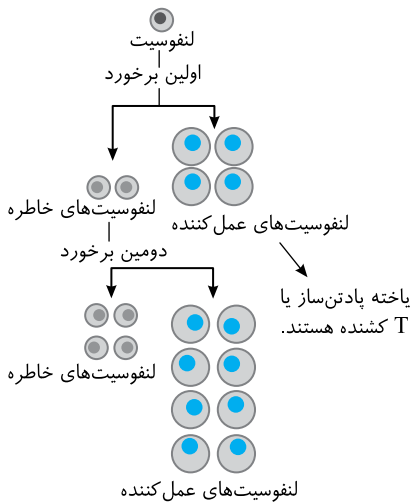 لنفوسیت
اولین برخورد
لنفوسیت‌های خاطره
لنفوسیت‌های عمل‌کننده
دومین برخورد
یاخته پادتن‌ساز یا
T کشنده هستند.
لنفوسیت‌های خاطره
لنفوسیت‌های عمل‌کننده